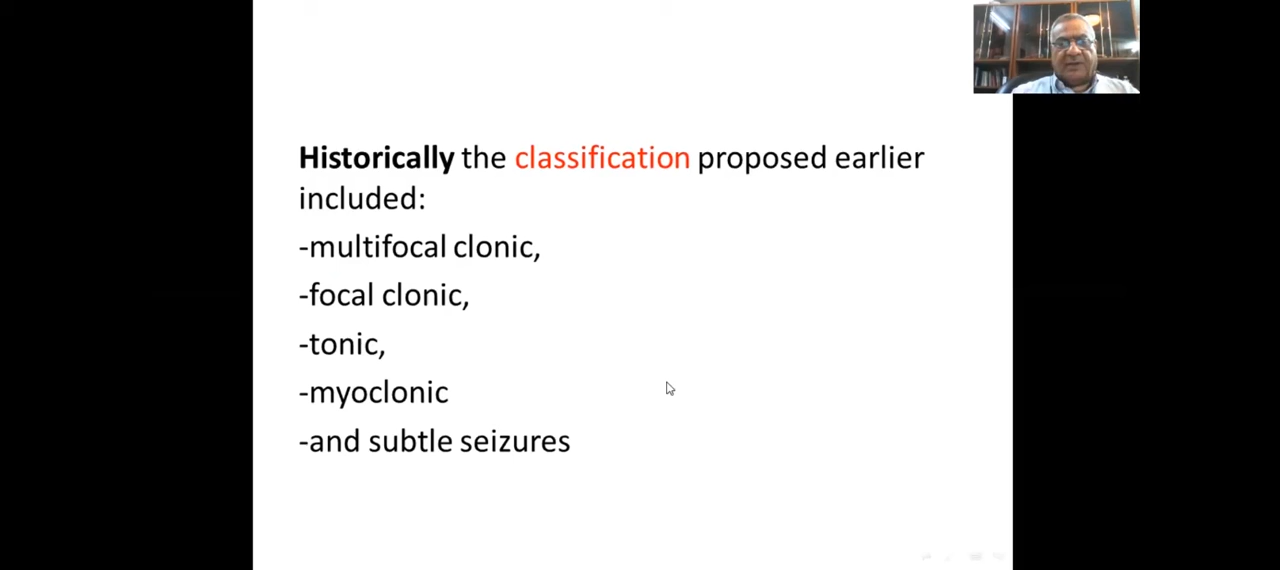 Historically the classification proposed earlier
included:
-multifocal clonic,
-focal clonic,
-tonic,
-myoclonic
-and subtle seizures